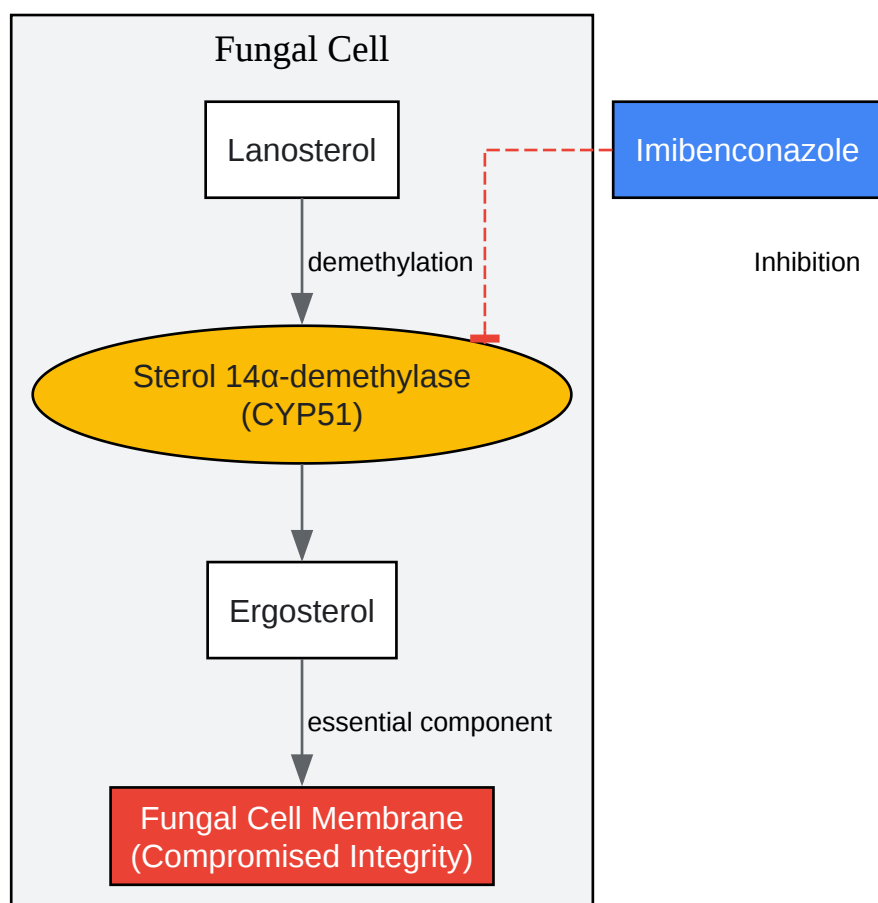 Fungal Cell
Lanosterol
Imibenconazole
demethylation
Inhibition
Sterol 14α-demethylase
(CYP51)
Ergosterol
essential component
Fungal Cell Membrane
(Compromised Integrity)